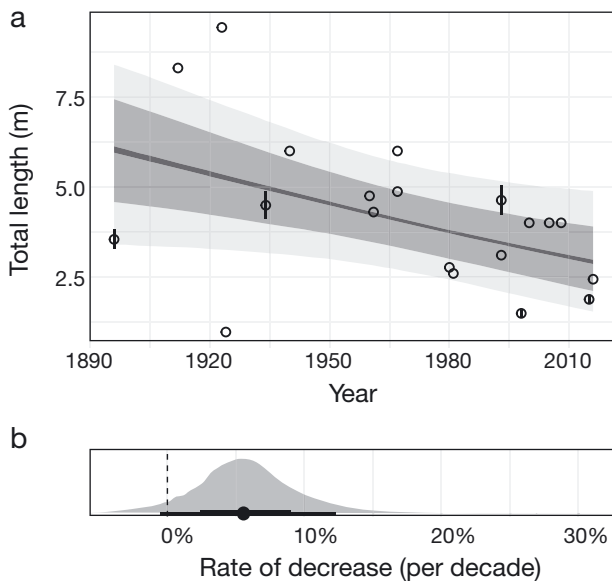 a
Total length (m)
7.5
5.0
2.5
1890 1920 1950 1980 2010
Year
b
0% 10% 20% 30%
Rate of decrease (per decade)